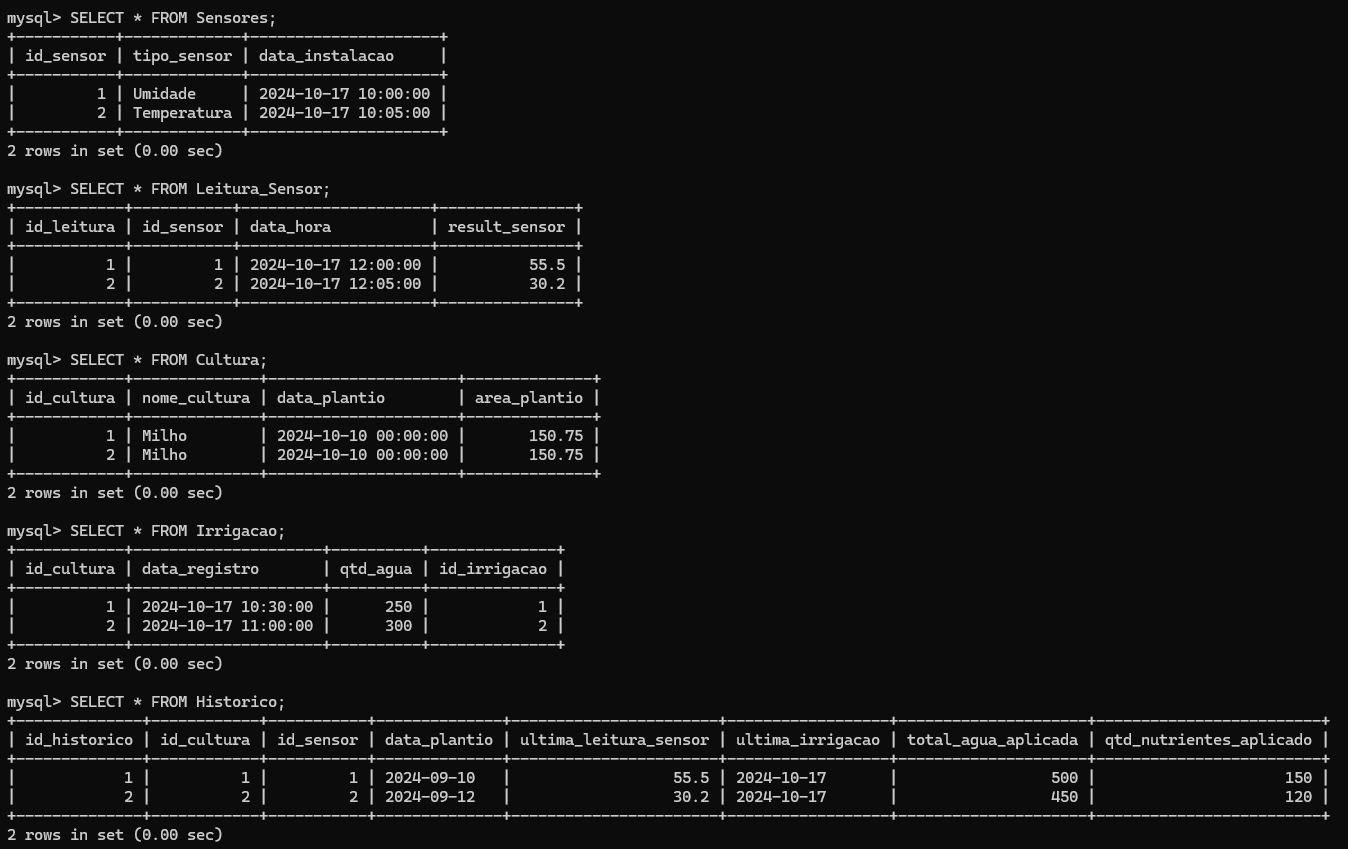 mysql> SELECT * FROM Sensores;
+-----------+-------------+---------------------+
| id_sensor | tipo_sensor | data_instalacao     |
+-----------+-------------+---------------------+
|         1 | Umidade     | 2024-10-17 10:00:00 |
|         2 | Temperatura | 2024-10-17 10:05:00 |
+-----------+-------------+---------------------+
2 rows in set (0.00 sec)

mysql> SELECT * FROM Leitura_Sensor;
+------------+-----------+---------------------+---------------+
| id_leitura | id_sensor | data_hora           | result_sensor |
+------------+-----------+---------------------+---------------+
|          1 |         1 | 2024-10-17 12:00:00 |          55.5 |
|          2 |         2 | 2024-10-17 12:05:00 |          30.2 |
+------------+-----------+---------------------+---------------+
2 rows in set (0.00 sec)

mysql> SELECT * FROM Cultura;
+------------+--------------+---------------------+--------------+
| id_cultura | nome_cultura | data_plantio        | area_plantio |
+------------+--------------+---------------------+--------------+
|          1 | Milho        | 2024-10-10 00:00:00 |       150.75 |
|          2 | Milho        | 2024-10-10 00:00:00 |       150.75 |
+------------+--------------+---------------------+--------------+
2 rows in set (0.00 sec)

mysql> SELECT * FROM Irrigacao;
+------------+---------------------+----------+--------------+
| id_cultura | data_registro       | qtd_agua | id_irrigacao |
+------------+---------------------+----------+--------------+
|          1 | 2024-10-17 10:30:00 |      250 |            1 |
|          2 | 2024-10-17 11:00:00 |      300 |            2 |
+------------+---------------------+----------+--------------+
2 rows in set (0.00 sec)

mysql> SELECT * FROM Historico;
+--------------+------------+-----------+--------------+-----------------------+------------------+---------------------+-------------------------+
| id_historico | id_cultura | id_sensor | data_plantio | ultima_leitura_sensor | ultima_irrigacao | total_agua_aplicada | qtd_nutrientes_aplicado |
+--------------+------------+-----------+--------------+-----------------------+------------------+---------------------+-------------------------+
|            1 |          1 |         1 | 2024-09-10   |                  55.5 | 2024-10-17       |                 500 |                     150 |
|            2 |          2 |         2 | 2024-09-12   |                  30.2 | 2024-10-17       |                 450 |                     120 |
+--------------+------------+-----------+--------------+-----------------------+------------------+---------------------+-------------------------+
2 rows in set (0.00 sec)